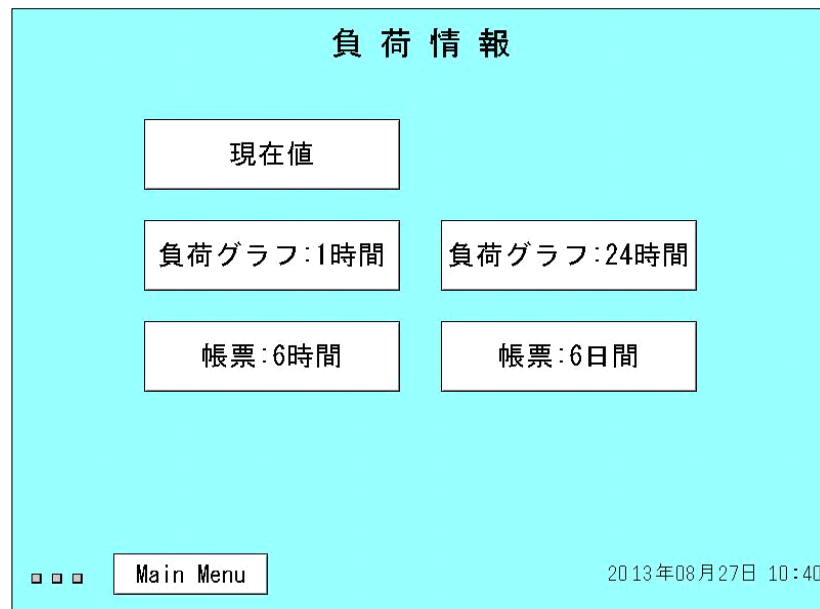 負荷情報
現在値
負荷グラフ:1時間
負荷グラフ:24時間
帳票:6時間
帳票:6日間
Main Menu
2013年08月27日 10:40